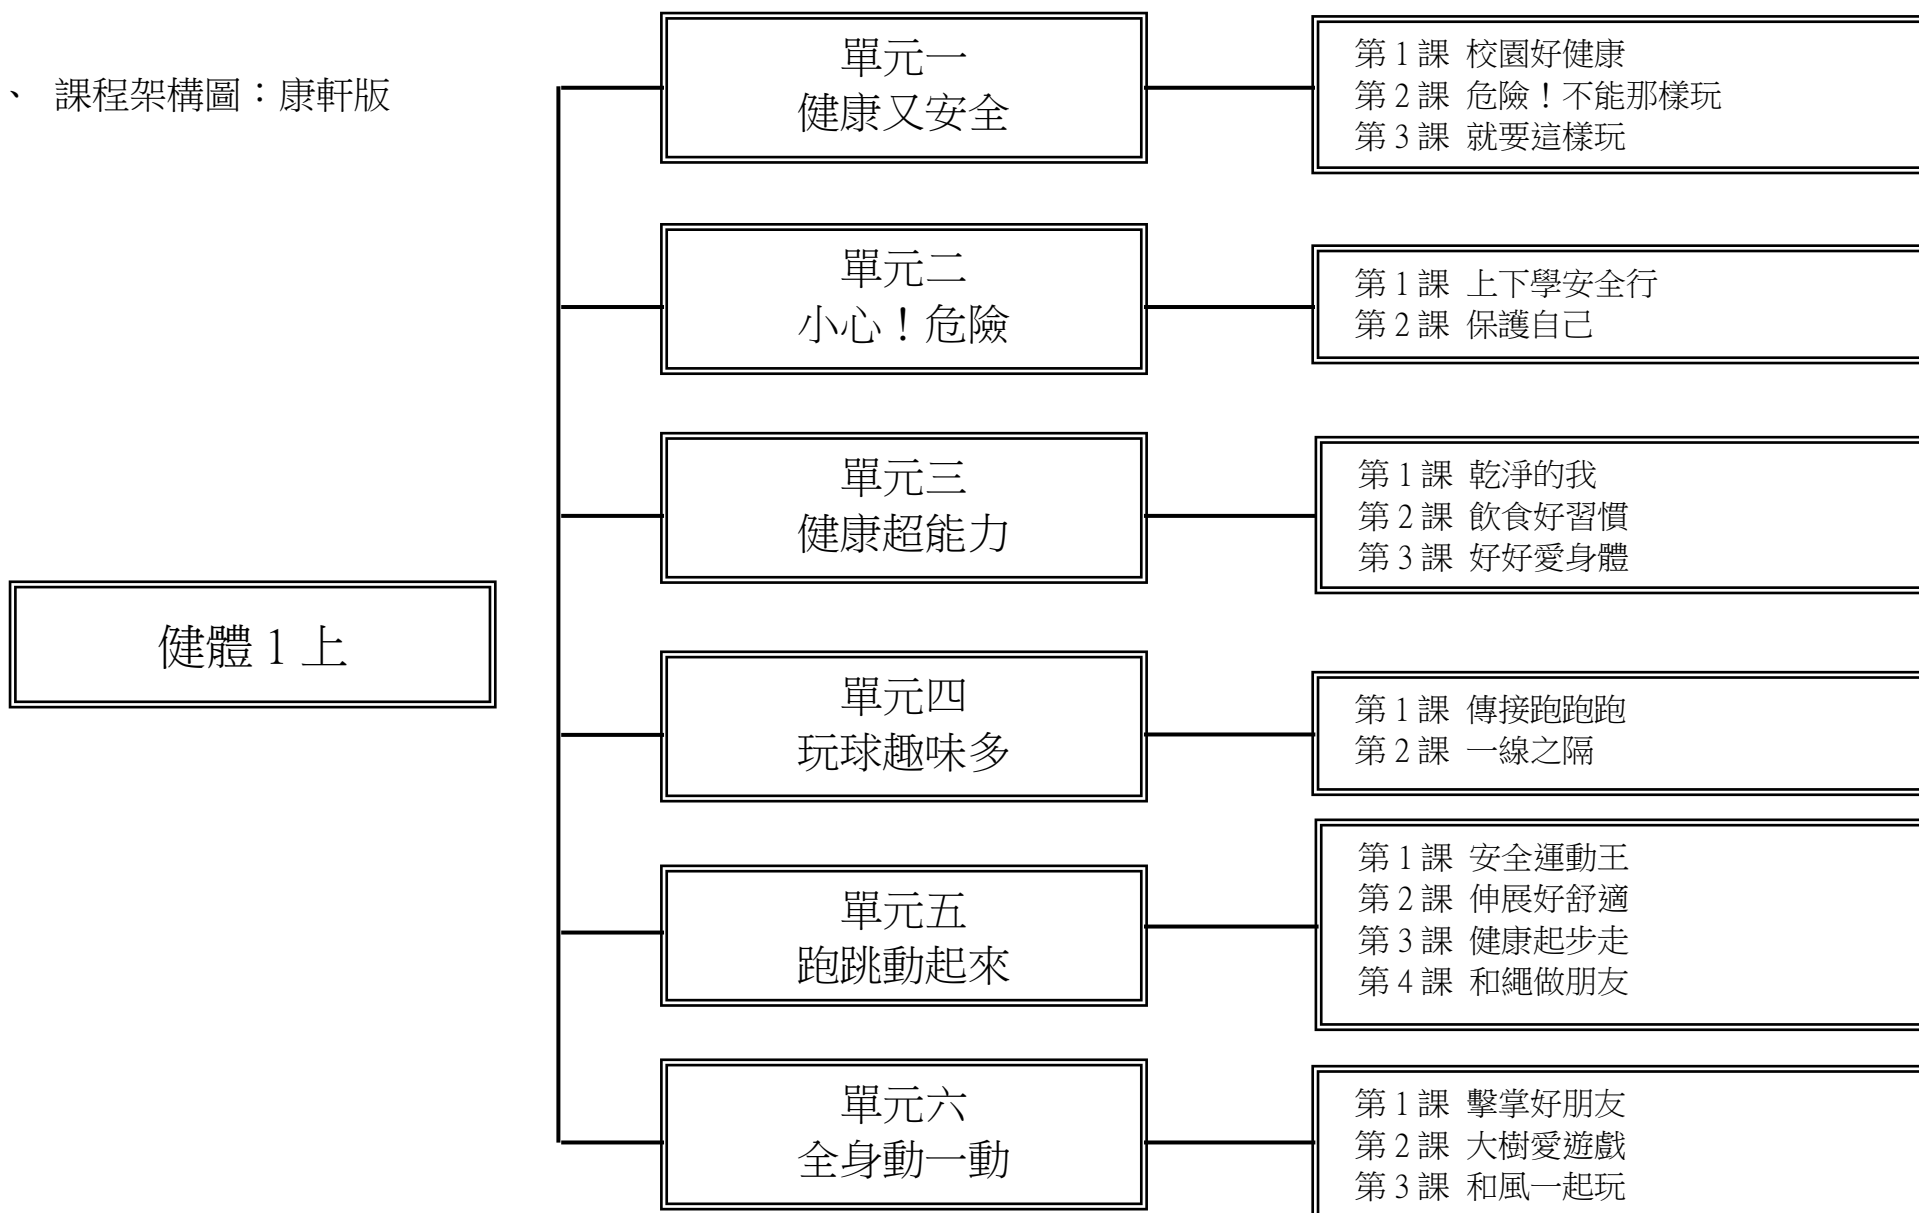 、 課程架構圖：康軒版
健體 1 上
單元一
健康又安全
第 1 課 校園好健康
第 2 課 危險！不能那樣玩
第 3 課 就要這樣玩
單元二
小心！危險
第 1 課 上下學安全行
第 2 課 保護自己
單元三
健康超能力
第 1 課 乾淨的我
第 2 課 飲食好習慣
第 3 課 好好愛身體
單元四
玩球趣味多
第 1 課 傳接跑跑跑
第 2 課 一線之隔
單元五
跑跳動起來
第 1 課 安全運動王
第 2 課 伸展好舒適
第 3 課 健康起步走
第 4 課 和繩做朋友
單元六
全身動一動
第 1 課 擊掌好朋友
第 2 課 大樹愛遊戲
第 3 課 和風一起玩